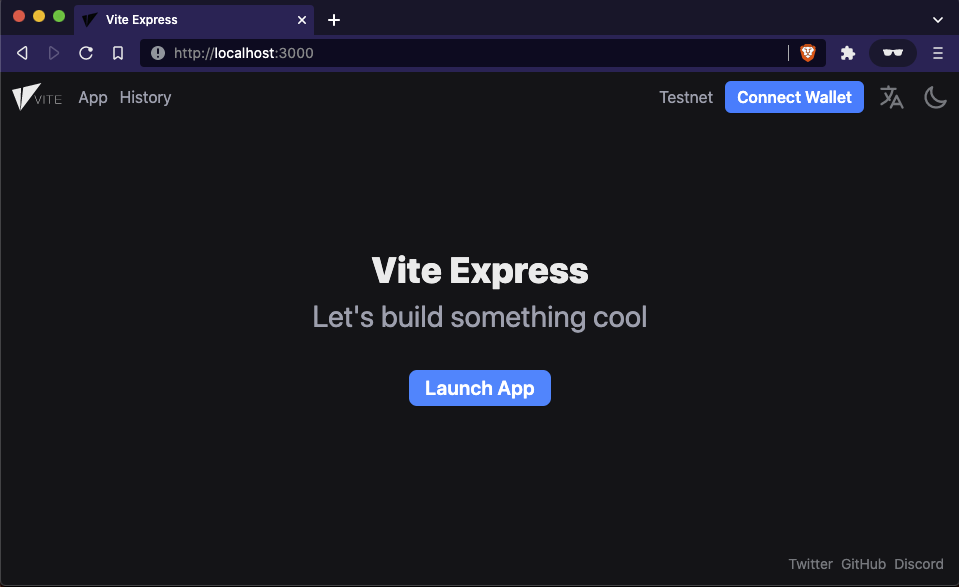 Vite Express
http://localhost:3000
VITE App History Testnet Connect Wallet
Vite Express
Let's build something cool
Launch App
Twitter GitHub Discord